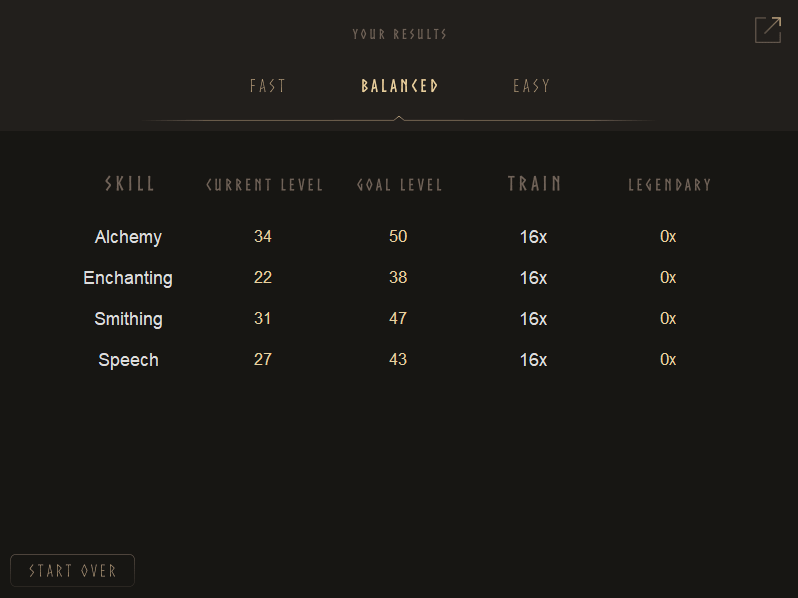 YOUR RESULTS
FAST BALANCED EASY
SKILL CURRENT LEVEL GOAL LEVEL TRAIN LEGENDARY
Alchemy 34 50 16x 0x
Enchanting 22 38 16x 0x
Smithing 31 47 16x 0x
Speech 27 43 16x 0x
START OVER